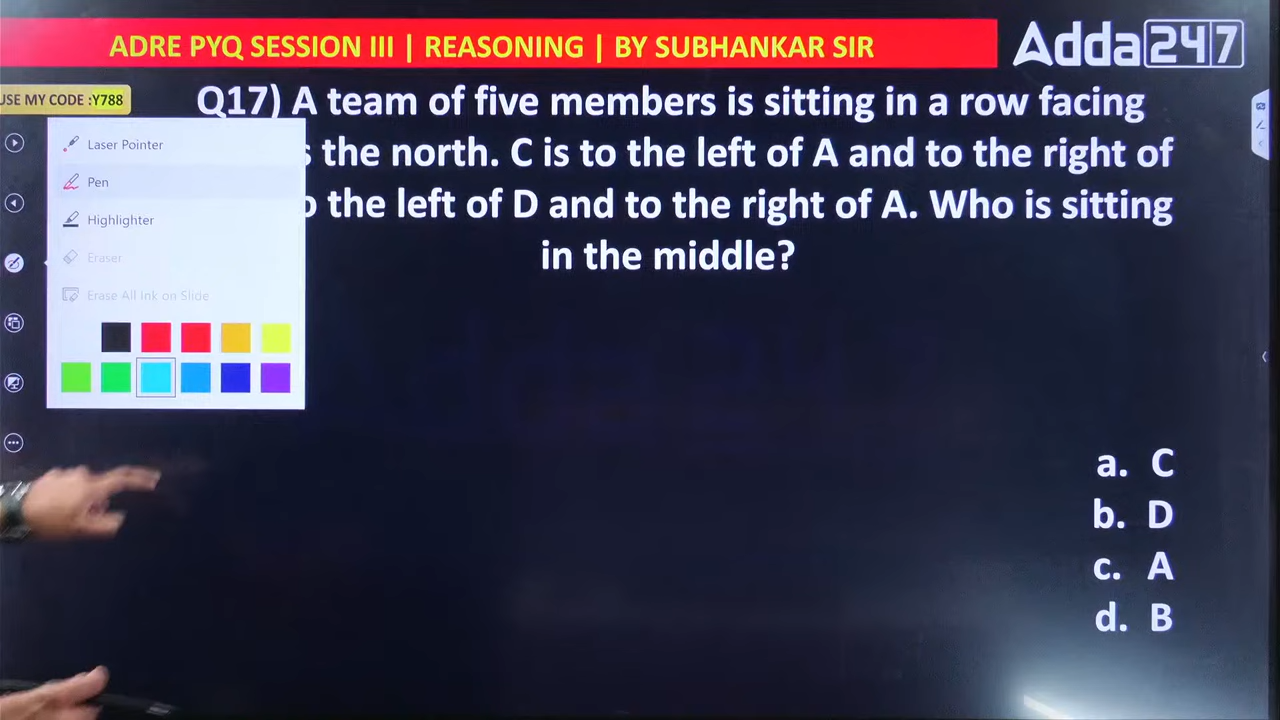 ADRE PYQ SESSION III | REASONING | BY SUBHANKAR SIR
Adda247
USE MY CODE :Y788
Q17) A team of five members is sitting in a row facing
the north. C is to the left of A and to the right of
the left of D and to the right of A. Who is sitting
in the middle?
Laser Pointer
Pen
Highlighter
Eraser
Erase All Ink on Slide
a. C
b. D
c. A
d. B